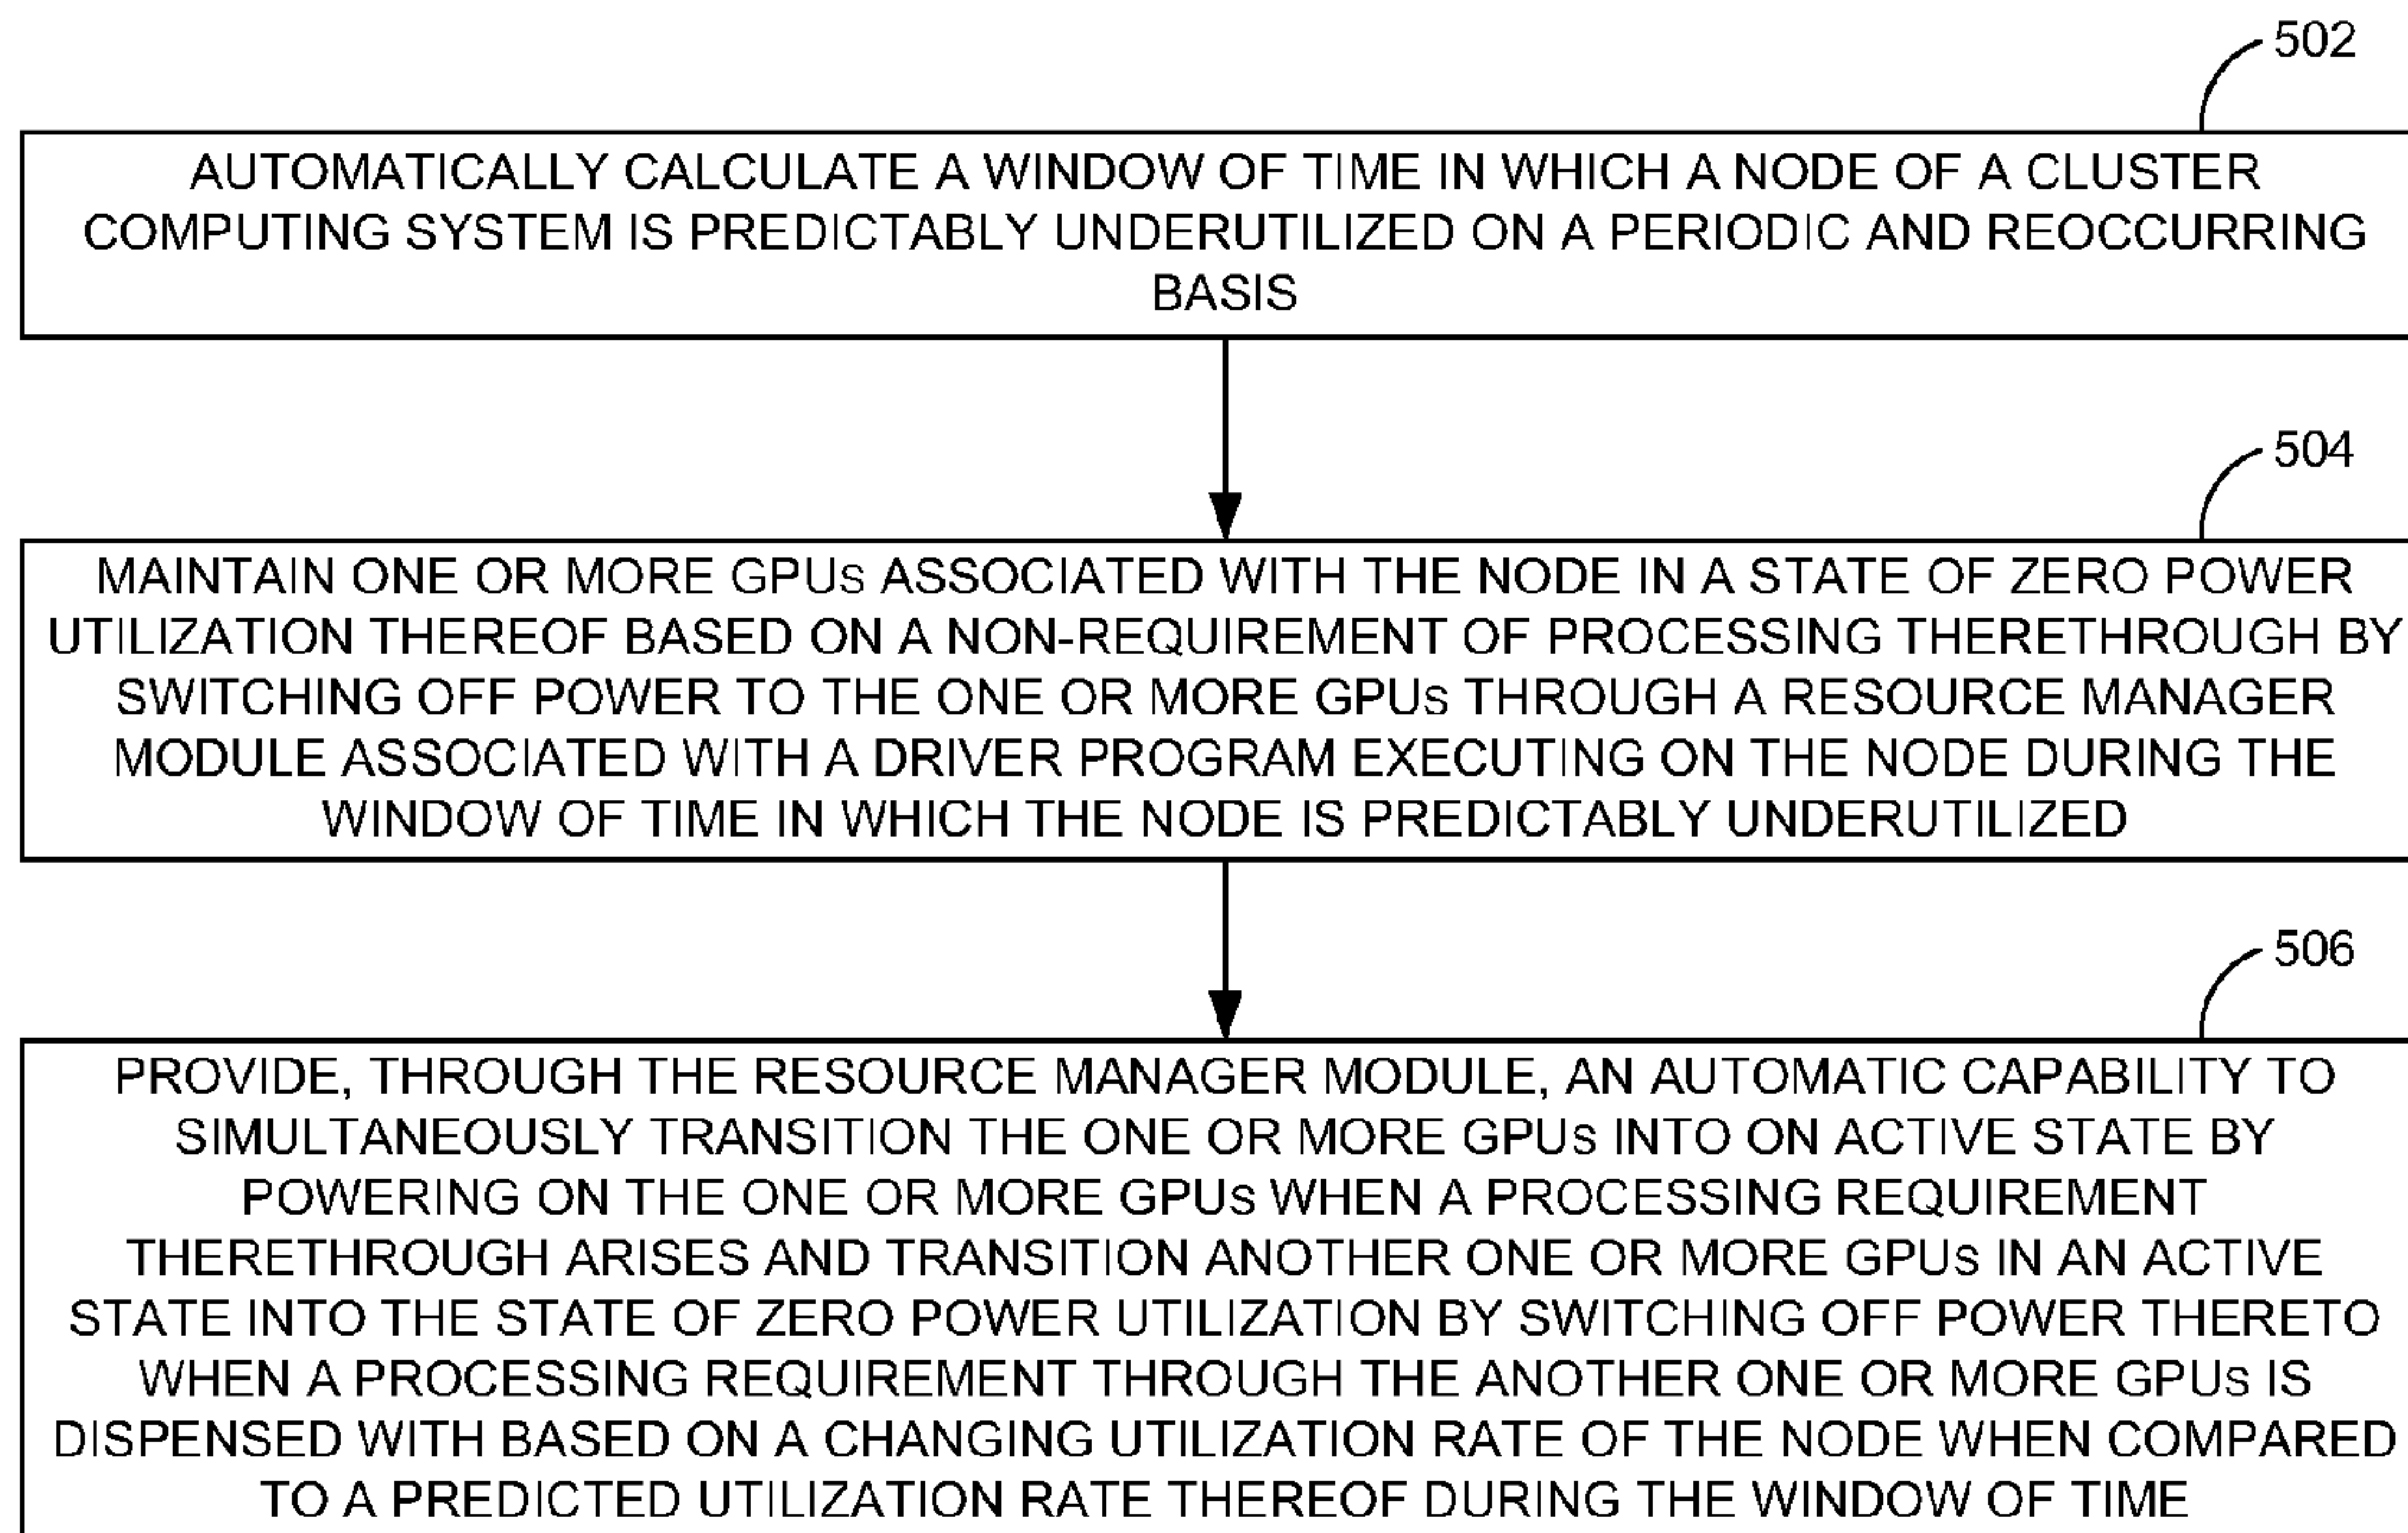 502
AUTOMATICALLY CALCULATE A WINDOW OF TIME IN WHICH A NODE OF A CLUSTER
COMPUTING SYSTEM IS PREDICTABLY UNDERUTILIZED ON A PERIODIC AND REOCCURRING
BASIS
504
MAINTAIN ONE OR MORE GPUs ASSOCIATED WITH THE NODE IN A STATE OF ZERO POWER
UTILIZATION THEREOF BASED ON A NON-REQUIREMENT OF PROCESSING THERETHROUGH BY
SWITCHING OFF POWER TO THE ONE OR MORE GPUs THROUGH A RESOURCE MANAGER
MODULE ASSOCIATED WITH A DRIVER PROGRAM EXECUTING ON THE NODE DURING THE
WINDOW OF TIME IN WHICH THE NODE IS PREDICTABLY UNDERUTILIZED
506
PROVIDE, THROUGH THE RESOURCE MANAGER MODULE, AN AUTOMATIC CAPABILITY TO
SIMULTANEOUSLY TRANSITION THE ONE OR MORE GPUs INTO ON ACTIVE STATE BY
POWERING ON THE ONE OR MORE GPUs WHEN A PROCESSING REQUIREMENT
THERETHROUGH ARISES AND TRANSITION ANOTHER ONE OR MORE GPUs IN AN ACTIVE
STATE INTO THE STATE OF ZERO POWER UTILIZATION BY SWITCHING OFF POWER THERETO
WHEN A PROCESSING REQUIREMENT THROUGH THE ANOTHER ONE OR MORE GPUs IS
DISPENSED WITH BASED ON A CHANGING UTILIZATION RATE OF THE NODE WHEN COMPARED
TO A PREDICTED UTILIZATION RATE THEREOF DURING THE WINDOW OF TIME